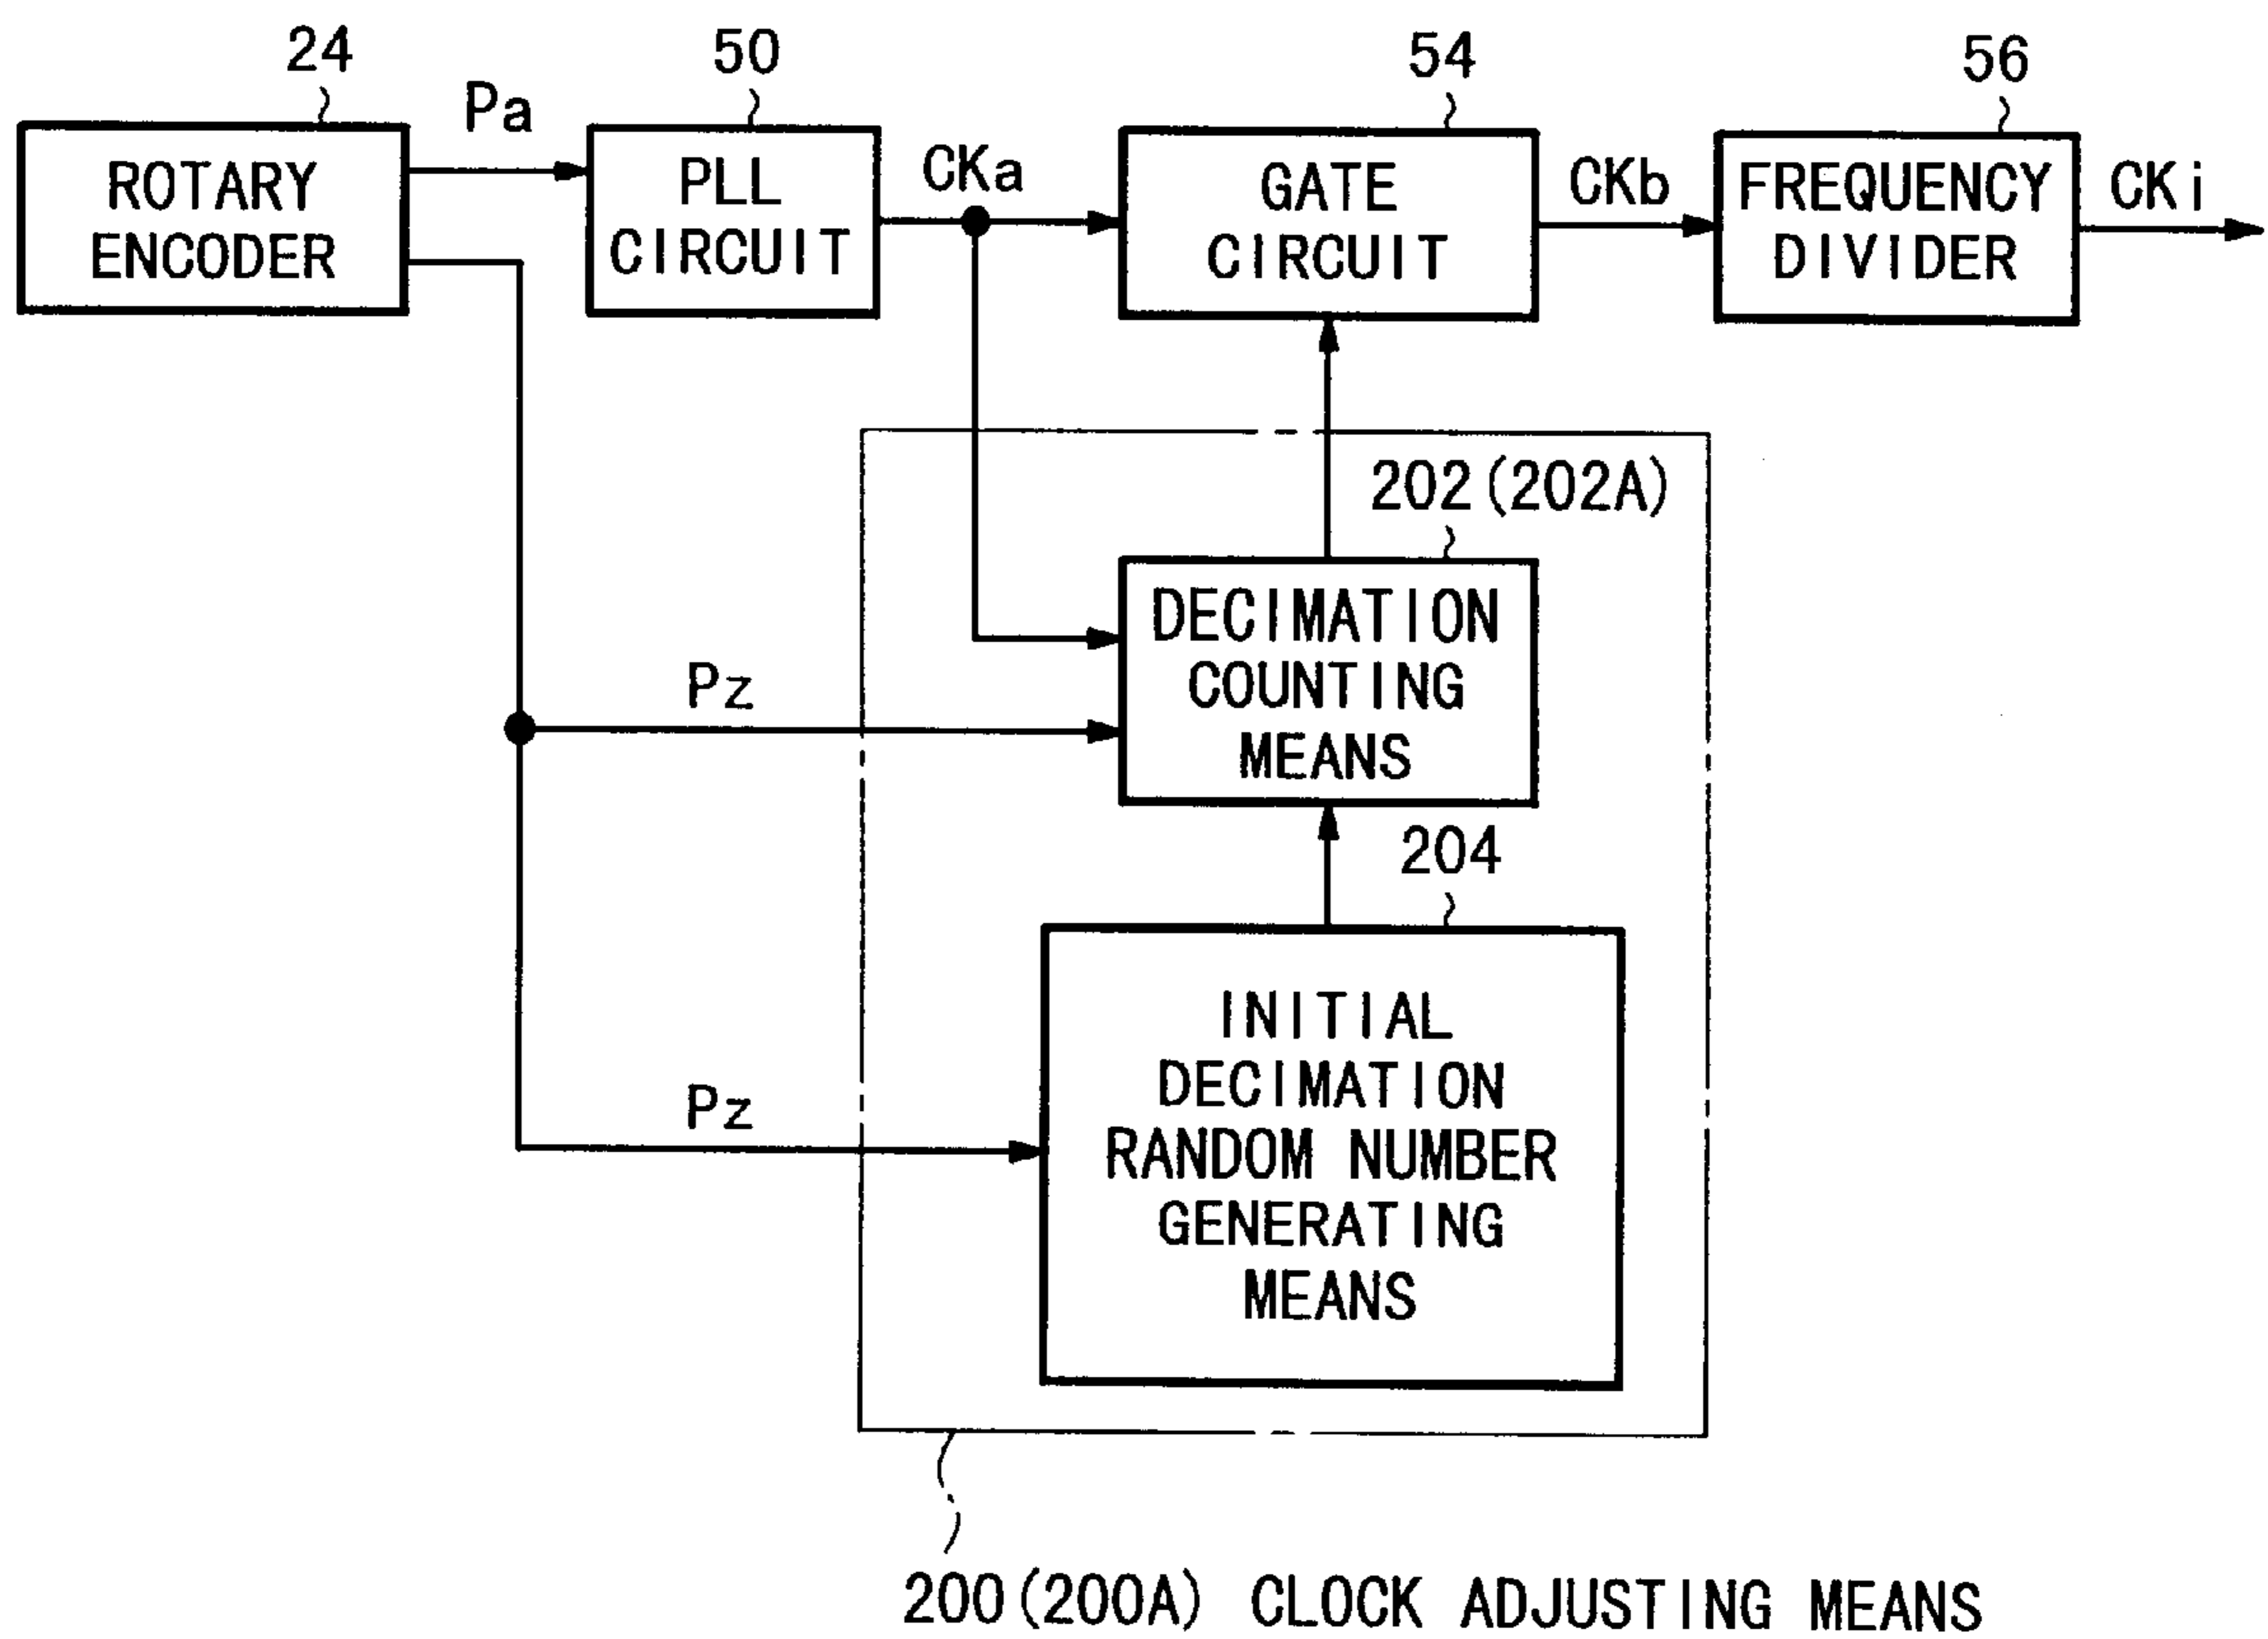 24
50
54
56
Pa
CKa
CKb
CKi
ROTARY
ENCODER
PLL
CIRCUIT
GATE
CIRCUIT
FREQUENCY
DIVIDER
202(202A)
DECIMATION
COUNTING
MEANS
Pz
204
INITIAL
DECIMATION
RANDOM NUMBER
GENERATING
MEANS
Pz
200(200A) CLOCK ADJUSTING MEANS